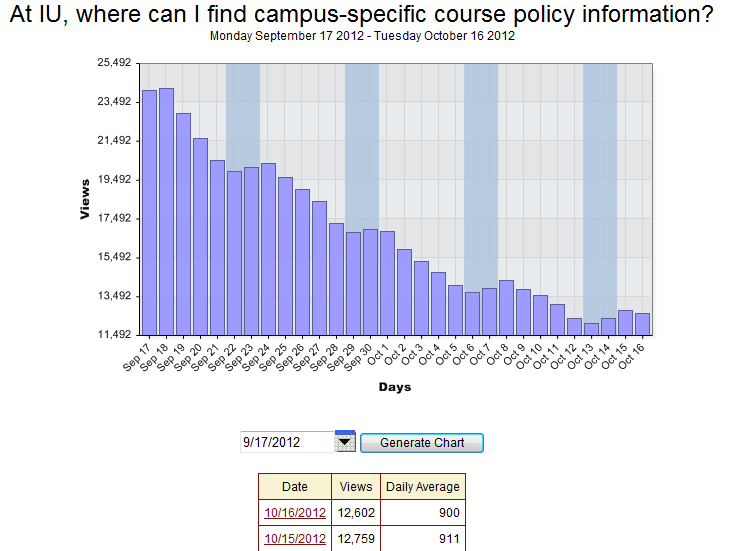 At IU, where can I find campus-specific course policy information?
Monday September 17 2012 - Tuesday October 16 2012
25,492
23,492
21,492
19,492
17,492
15,492
13,492
11,492
Views
Sep 17 Sep 18 Sep 19 Sep 20 Sep 21 Sep 22 Sep 23 Sep 24 Sep 25 Sep 26 Sep 27 Sep 28 Sep 29 Sep 30 Oct 1 Oct 2 Oct 3 Oct 4 Oct 5 Oct 6 Oct 7 Oct 8 Oct 9 Oct 10 Oct 11 Oct 12 Oct 13 Oct 14 Oct 15 Oct 16
Days
9/17/2012 Generate Chart
Date Views Daily Average
10/16/2012 12,602 900
10/15/2012 12,759 911